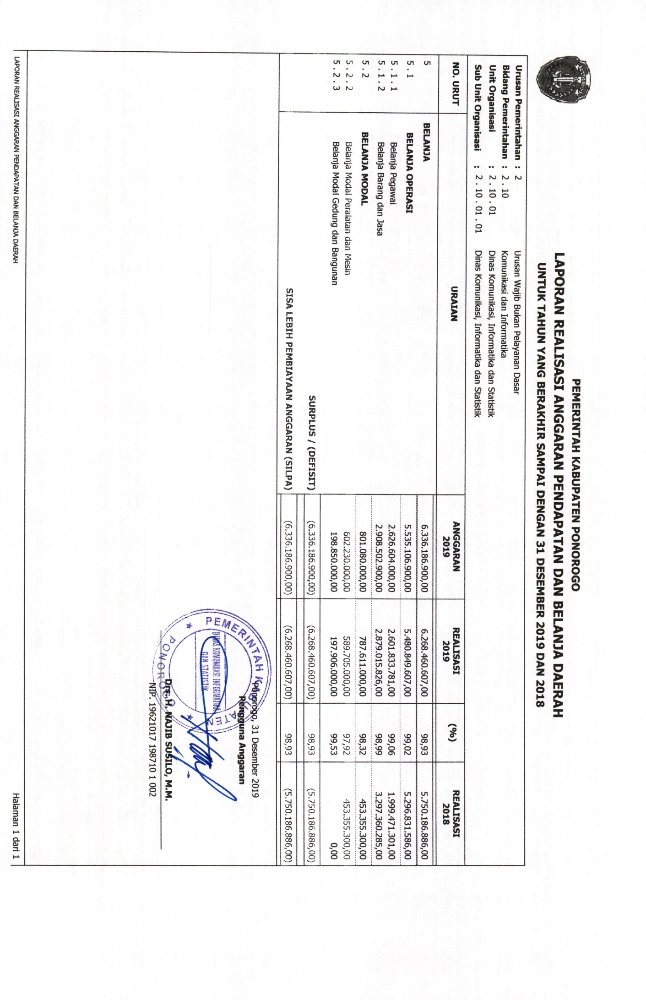 PEMERINTAH KABUPATEN PONOROGO
LAPORAN REALISASI ANGGARAN PENDAPATAN DAN BELANJA DAERAH
UNTUK TAHUN YANG BERAKHIR SAMPAI DENGAN 31 DESEMBER 2019 DAN 2018
Urusan Pemerintahan : 2 Urusan Wajib Bukan Pelayanan Dasar
Bidang Pemerintahan : 2 . 10 Komunikasi dan Informatika
Unit Organisasi : 2 . 10 . 01 Dinas Komunikasi, Informatika dan Statistik
Sub Unit Organisasi : 2 . 10 . 01 . 01 Dinas Komunikasi, Informatika dan Statistik
NO. URUT URAIAN ANGGARAN 2019 REALISASI 2019 (%) REALISASI 2018
5 BELANJA 6.336.186.900,00 6.268.460.607,00 98,93 5.750.186.886,00
5 . 1 BELANJA OPERASI 5.535.106.900,00 5.480.849.607,00 99,02 5.296.831.586,00
5 . 1 . 1 Belanja Pegawai 2.626.604.000,00 2.601.833.781,00 99,06 1.999.471.301,00
5 . 1 . 2 Belanja Barang dan Jasa 2.908.502.900,00 2.879.015.826,00 98,99 3.297.360.285,00
5 . 2 BELANJA MODAL 801.080.000,00 787.611.000,00 98,32 453.355.300,00
5 . 2 . 2 Belanja Modal Peralatan dan Mesin 602.230.000,00 589.705.000,00 97,92 453.355.300,00
5 . 2 . 3 Belanja Modal Gedung dan Bangunan 198.850.000,00 197.906.000,00 99,53 0,00
SURPLUS / (DEFISIT) (6.336.186.900,00) (6.268.460.607,00) 98,93 (5.750.186.886,00)
SISA LEBIH PEMBIAYAAN ANGGARAN (SILPA) (6.336.186.900,00) (6.268.460.607,00) 98,93 (5.750.186.886,00)
Ponorogo, 31 Desember 2019
Pengguna Anggaran
PEMERINTAH KABUPATEN
DINAS KOMUNIKASI INFORMATIKA
DAN STATISTIK
PONOROGO
Drs. H. NAJIB SUSILO, M.M.
NIP. 19621017 198710 1 002
LAPORAN REALISASI ANGGARAN PENDAPATAN DAN BELANJA DAERAH
Halaman 1 dari 1